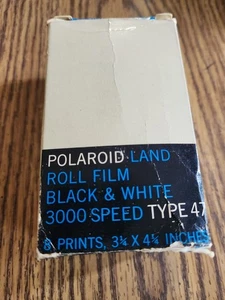 POLAROID LAND
ROLL FILM
BLACK & WHITE
3000 SPEED TYPE 47
8 PRINTS, 3¼ X 4¼ INCHES